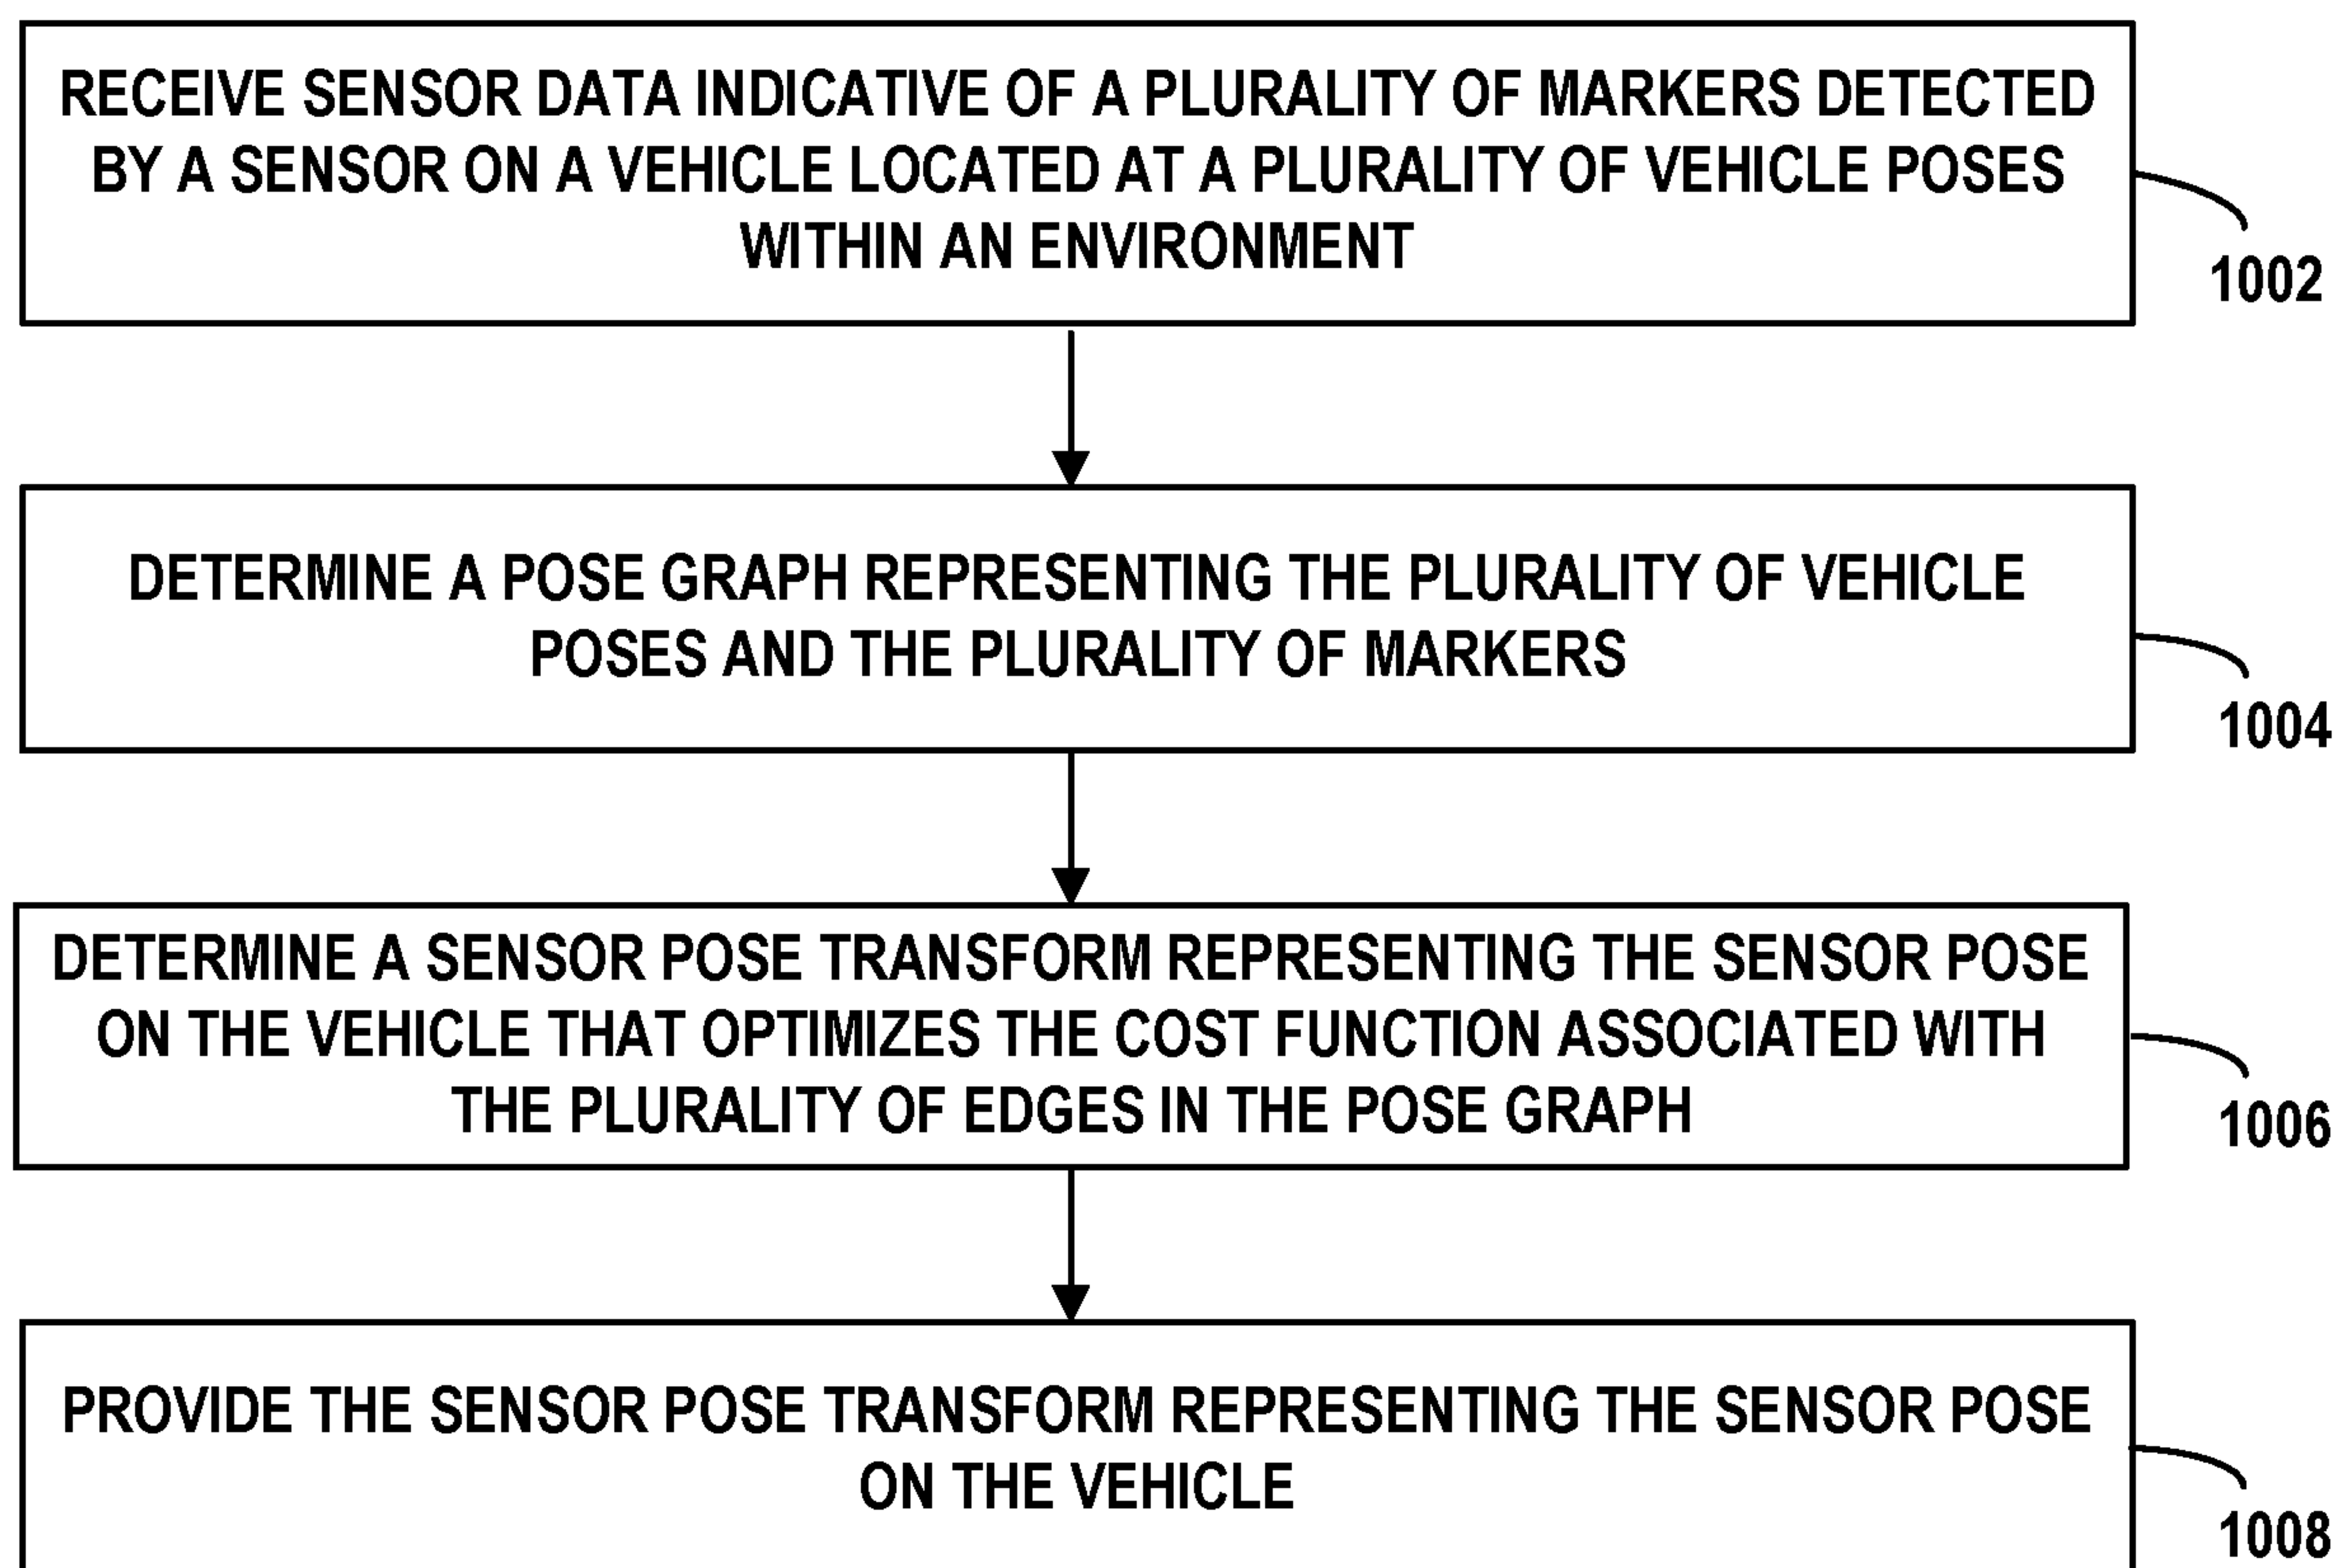 RECEIVE SENSOR DATA INDICATIVE OF A PLURALITY OF MARKERS DETECTED
BY A SENSOR ON A VEHICLE LOCATED AT A PLURALITY OF VEHICLE POSES
WITHIN AN ENVIRONMENT
1002
DETERMINE A POSE GRAPH REPRESENTING THE PLURALITY OF VEHICLE
POSES AND THE PLURALITY OF MARKERS
1004
DETERMINE A SENSOR POSE TRANSFORM REPRESENTING THE SENSOR POSE
ON THE VEHICLE THAT OPTIMIZES THE COST FUNCTION ASSOCIATED WITH
THE PLURALITY OF EDGES IN THE POSE GRAPH
1006
PROVIDE THE SENSOR POSE TRANSFORM REPRESENTING THE SENSOR POSE
ON THE VEHICLE
1008